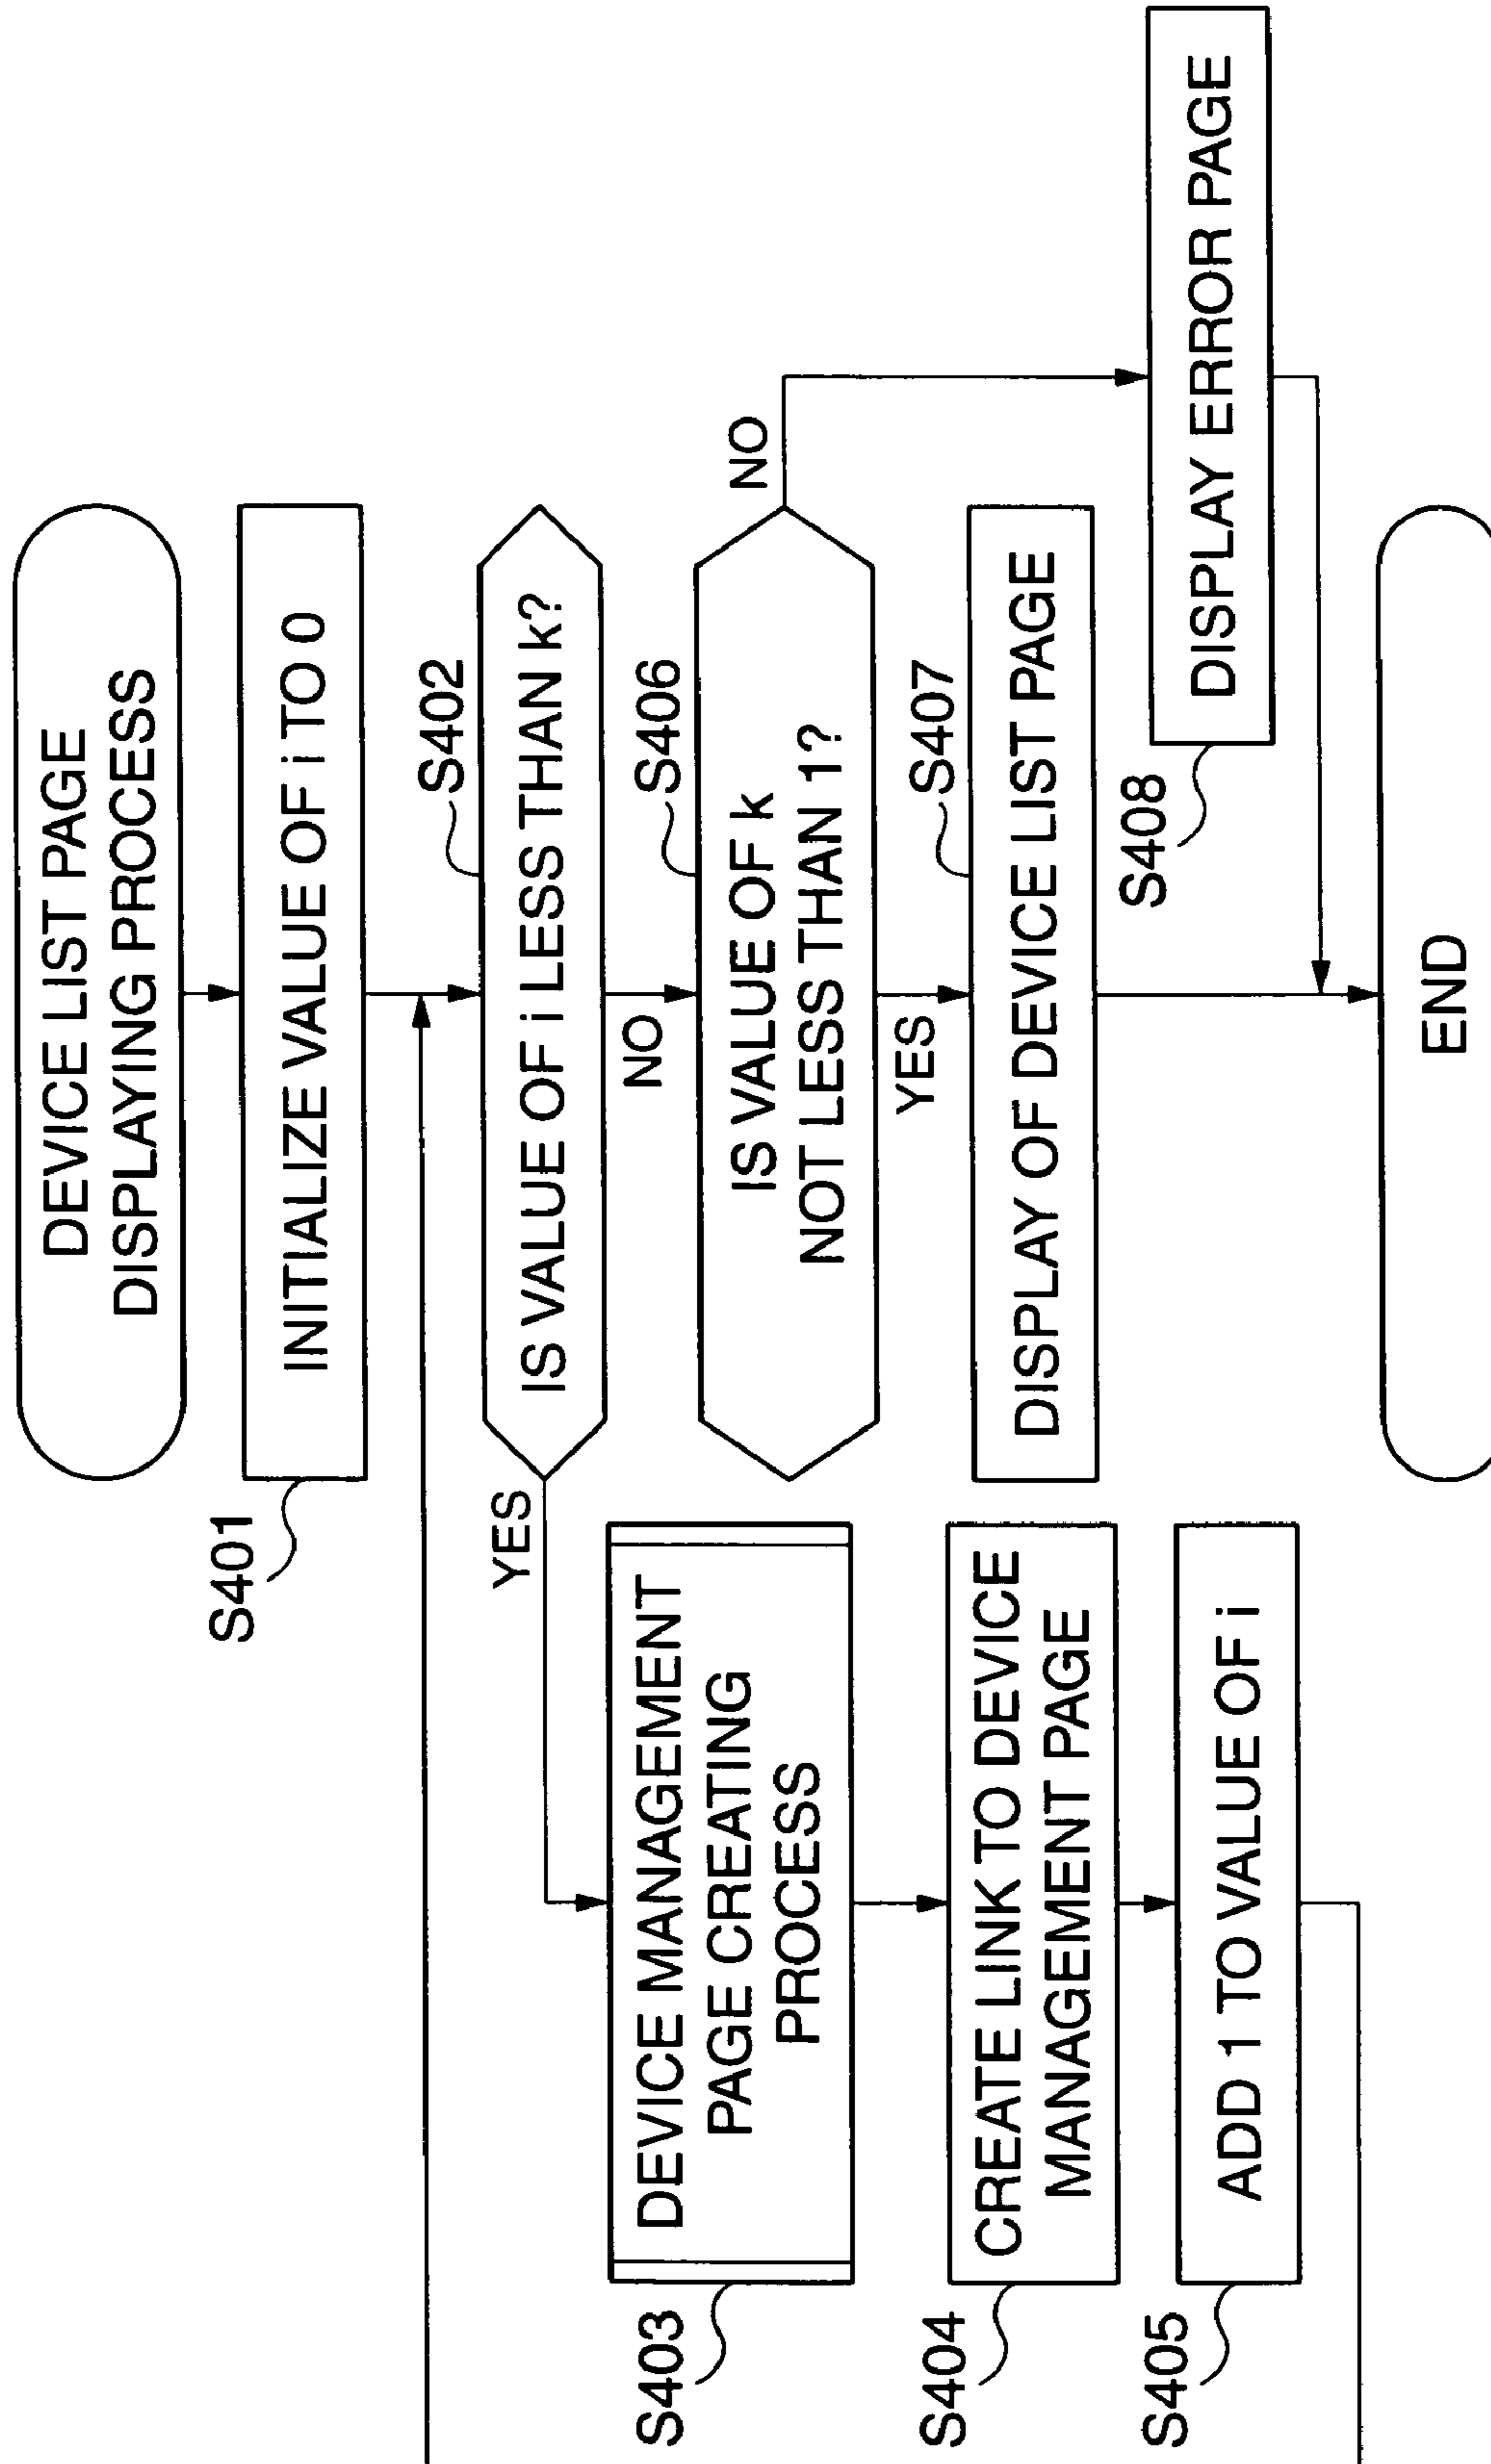 DEVICE LIST PAGE
DISPLAYING PROCESS
S401
INITIALIZE VALUE OF i TO 0
S402
IS VALUE OF i LESS THAN k?
YES
NO
S403
DEVICE MANAGEMENT
PAGE CREATING
PROCESS
S404
CREATE LINK TO DEVICE
MANAGEMENT PAGE
S405
ADD 1 TO VALUE OF i
S406
IS VALUE OF k
NOT LESS THAN 1?
NO
YES
S407
DISPLAY OF DEVICE LIST PAGE
S408
DISPLAY ERROR PAGE
END